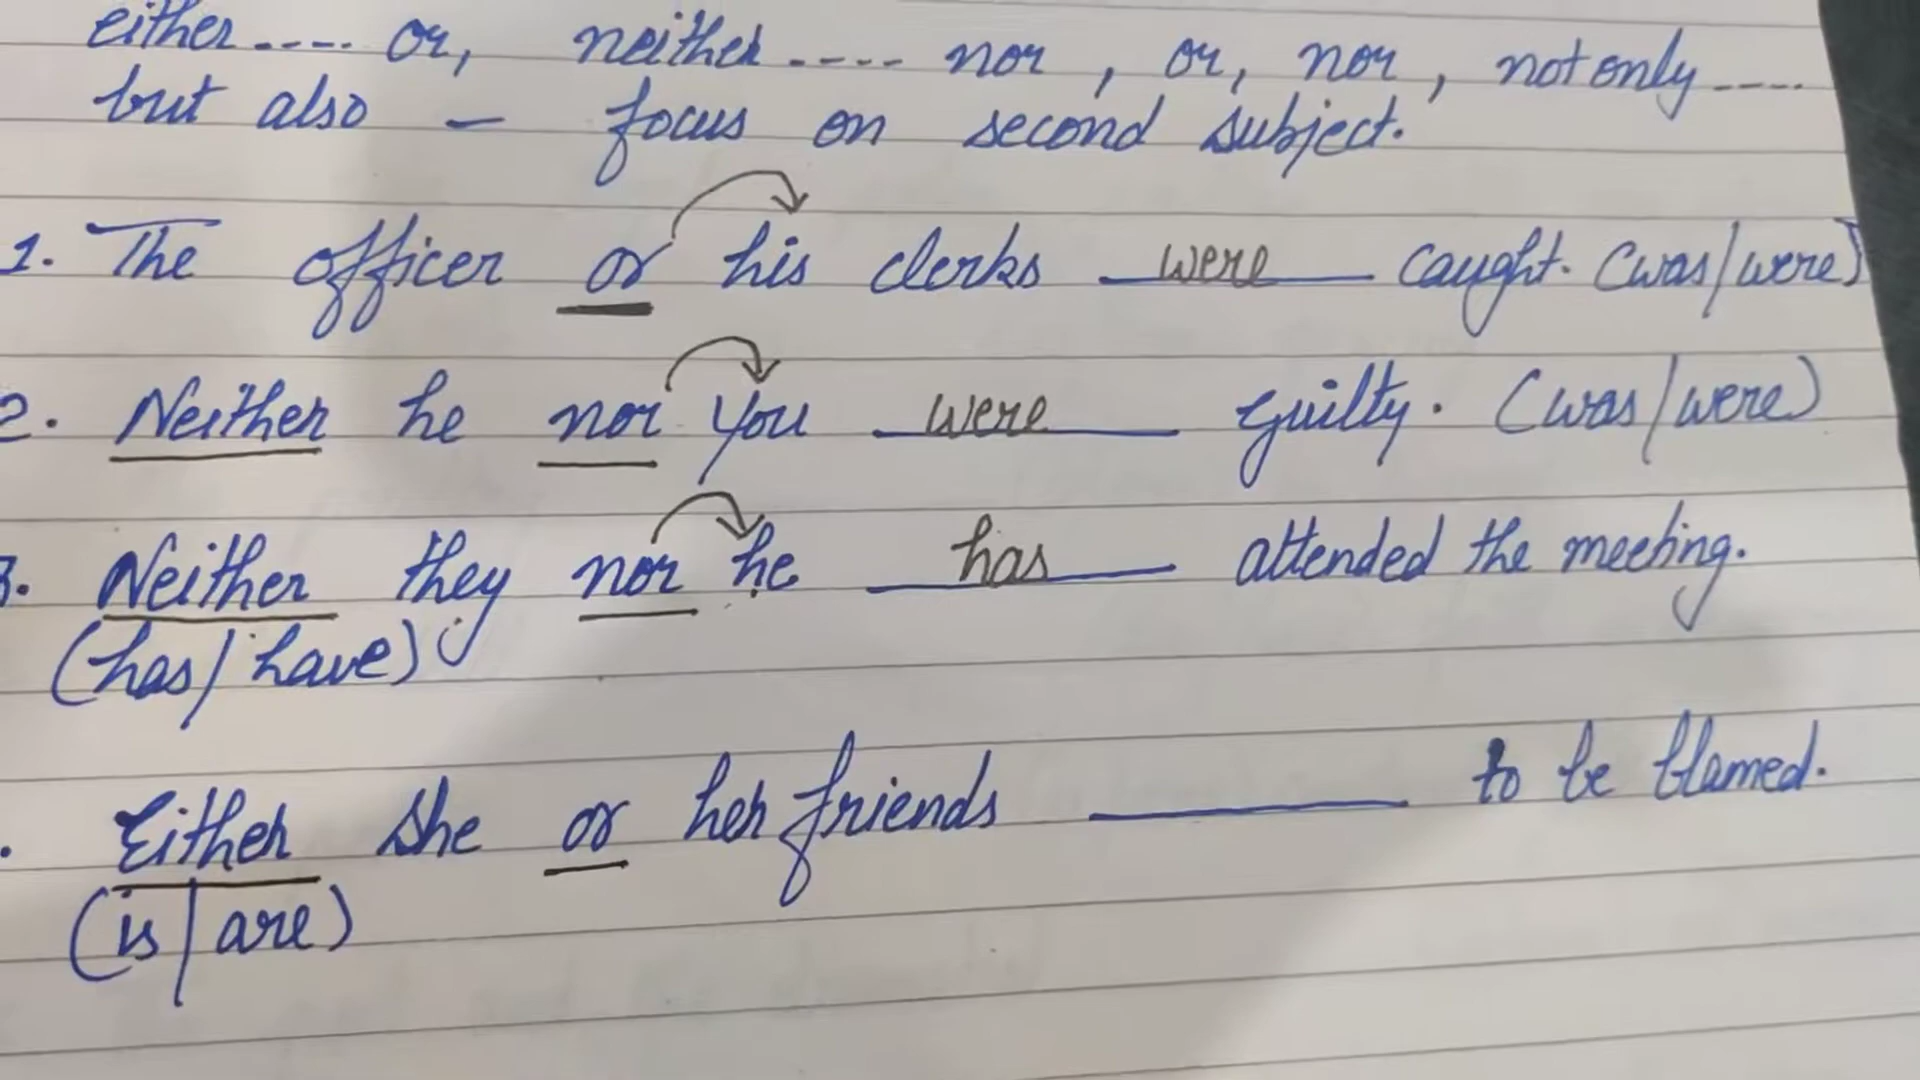 either .... or, neither .... nor, or, nor, not only ....
but also - focus on second subject.
1. The officer or his clerks were caught. (was/were)
2. Neither he nor you were guilty. (was/were)
3. Neither they nor he has attended the meeting.
(has/have)
. Either she or her friends ______ to be blamed.
(is/are)